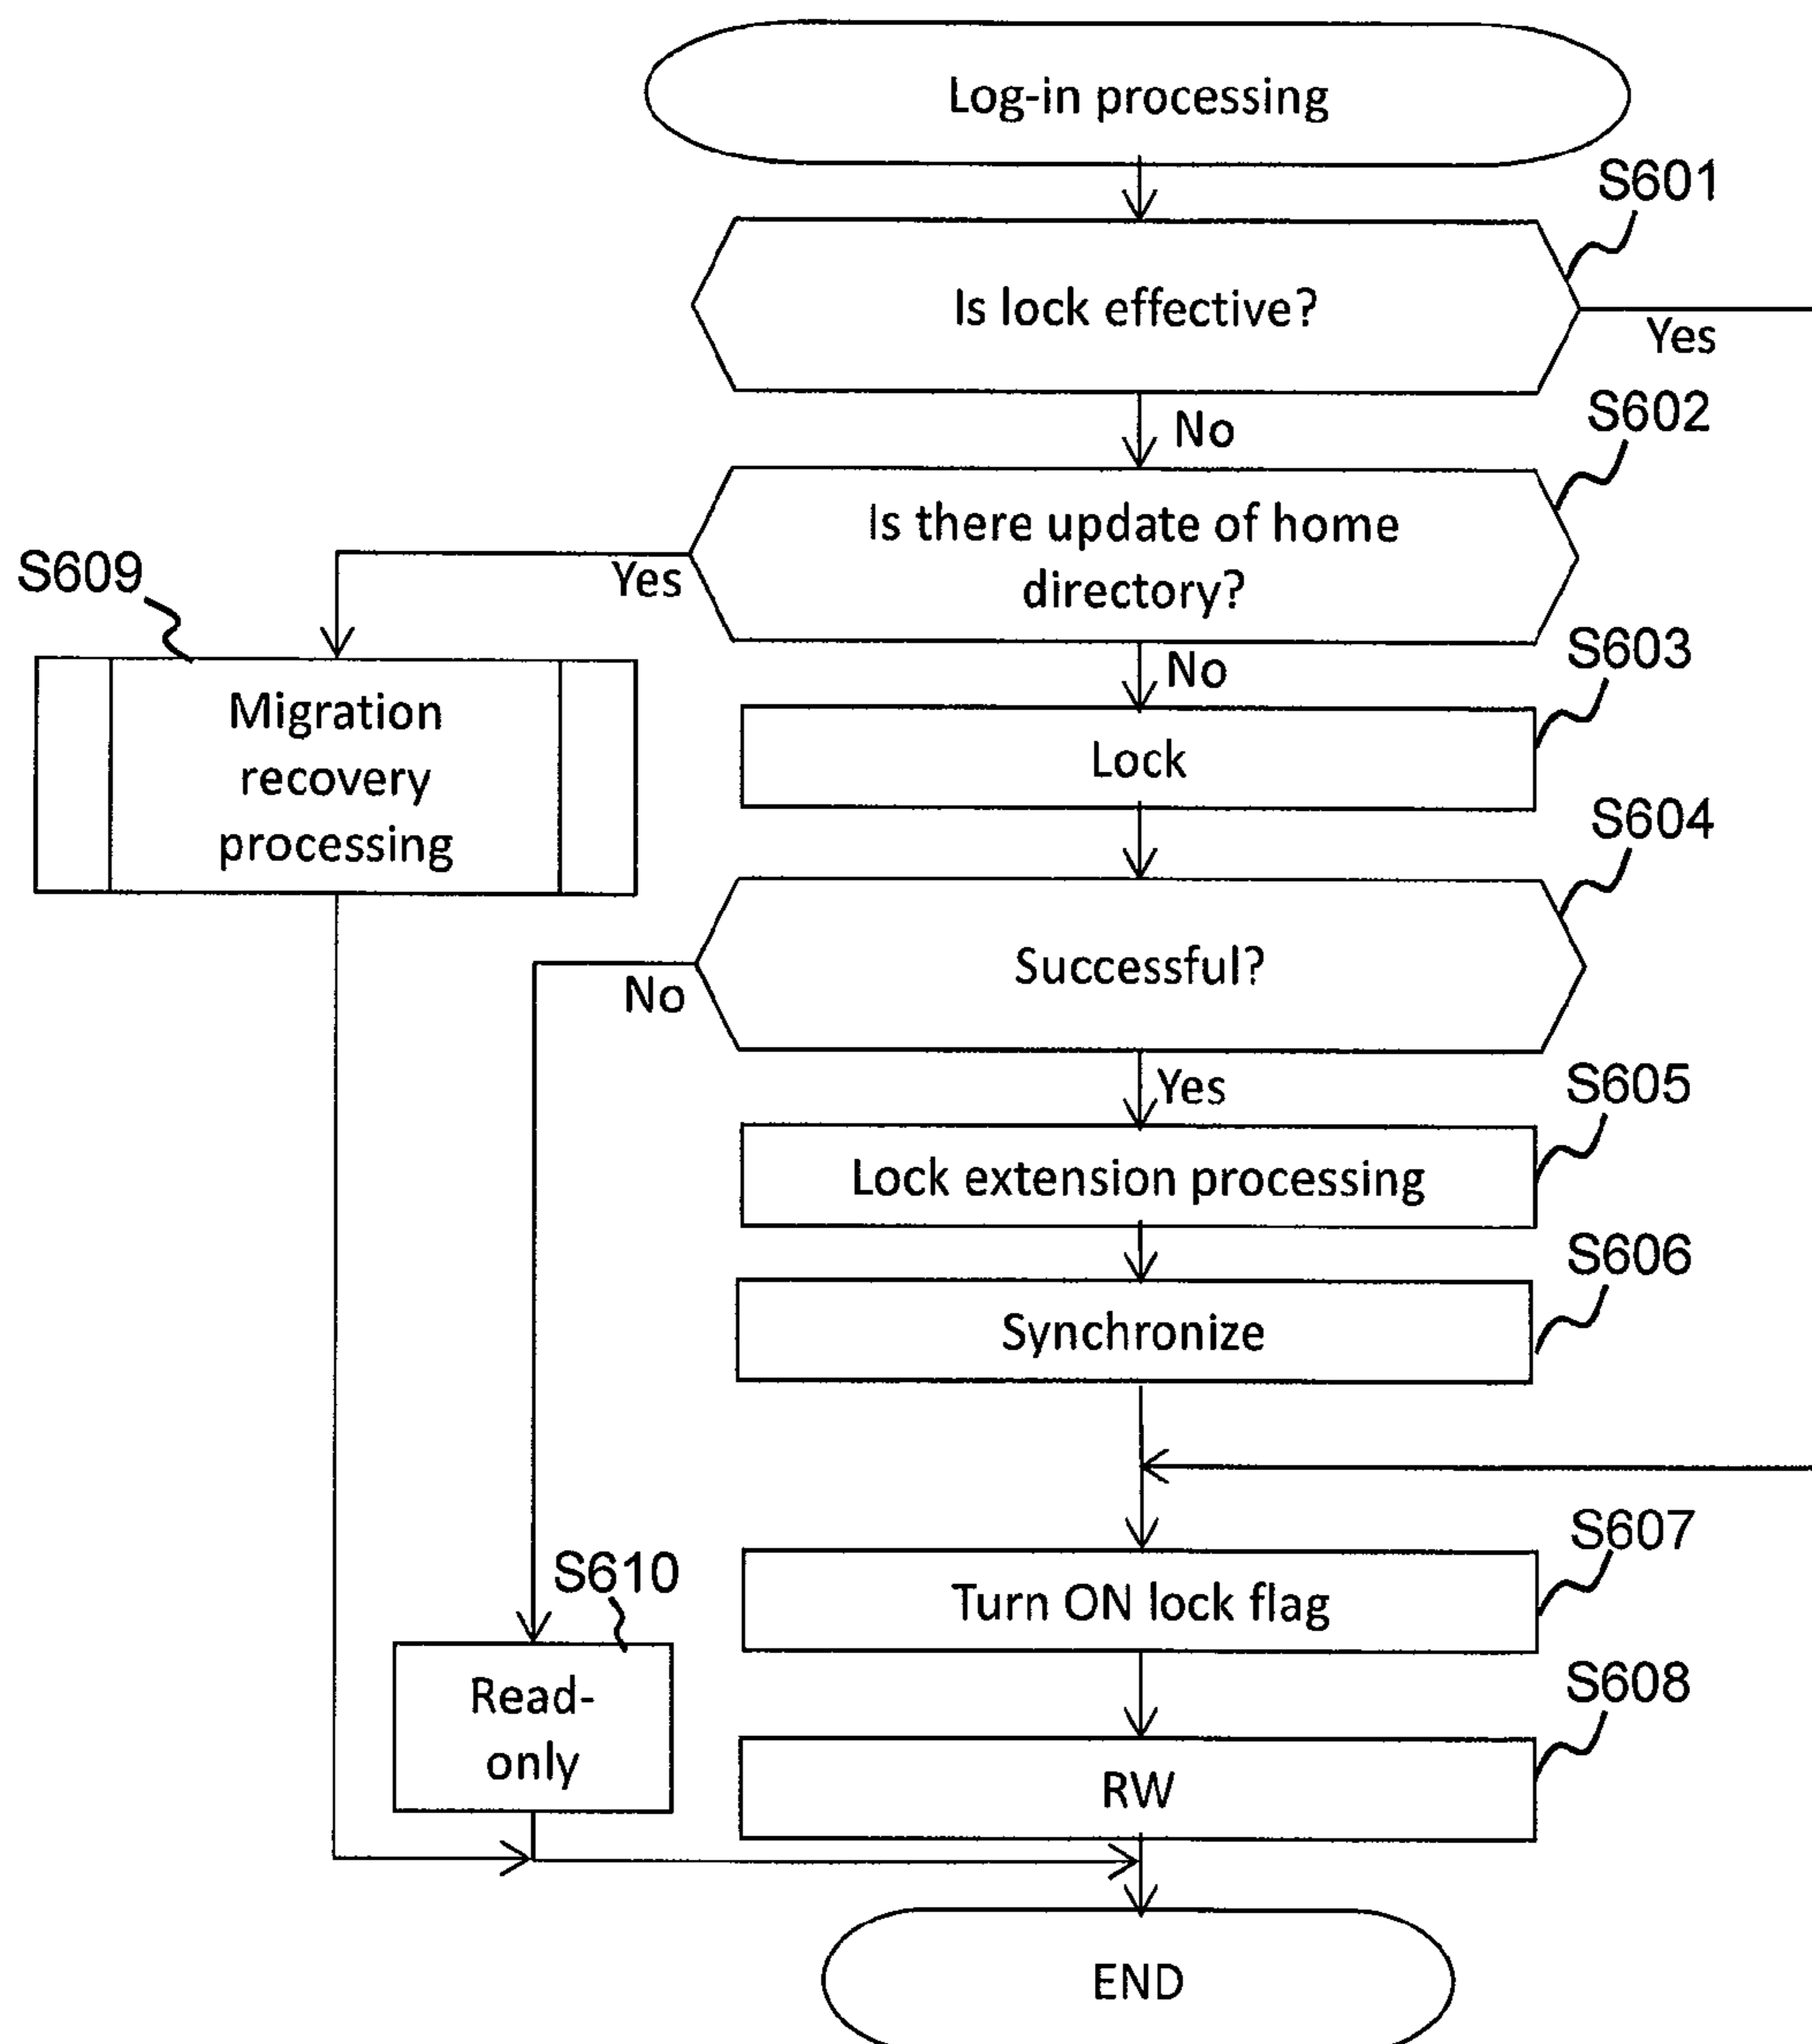 Log-in processing
S601
Is lock effective?
Yes
No
S602
Is there update of home
directory?
Yes
S609
No
S603
Migration
recovery
processing
Lock
S604
Successful?
No
Yes
S605
Lock extension processing
S606
Synchronize
S607
Turn ON lock flag
S610
Read-
only
S608
RW
END